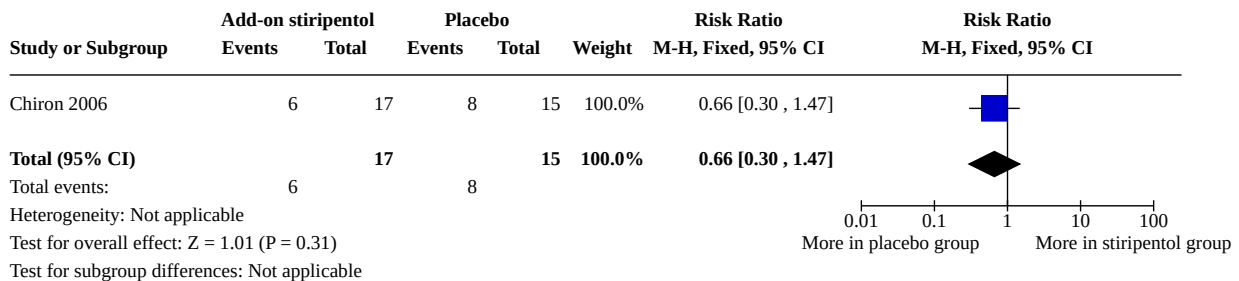 Add-on stiripentol Placebo Risk Ratio Risk Ratio
Study or Subgroup Events Total Events Total Weight M-H, Fixed, 95% CI M-H, Fixed, 95% CI
Chiron 2006 6 17 8 15 100.0% 0.66 [0.30 , 1.47]
Total (95% CI) 17 15 100.0% 0.66 [0.30 , 1.47]
Total events: 6 8
Heterogeneity: Not applicable
0.01 0.1 1 10 100
Test for overall effect: Z = 1.01 (P = 0.31) More in placebo group More in stiripentol group
Test for subgroup differences: Not applicable